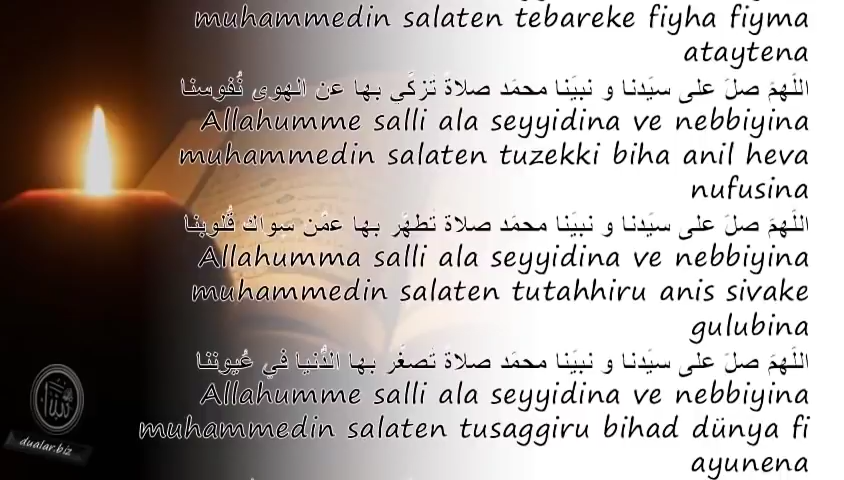 muhammedin salaten tebareke fiyha fiyma
ataytena
اللّهمّ صلّ على سيّدنا و نبيّنا محمّد صلاةً تزكّي بها عن الهوى نُفوسنا
Allahumme salli ala seyyidina ve nebbiyina
muhammedin salaten tuzekki biha anil heva
nufusina
اللّهمّ صلّ على سيّدنا و نبيّنا محمّد صلاةً تَطهّر بها عمّن سِواك قُلوبنا
Allahumma salli ala seyyidina ve nebbiyina
muhammedin salaten tutahhiru anis sivake
gulubina
اللّهمّ صلّ على سيّدنا و نبيّنا محمّد صلاةً تَصغّر بها الدُّنيا في عُيوننا
Allahumme salli ala seyyidina ve nebbiyina
muhammedin salaten tusaggiru bihad dünya fi
ayunena
dualar.biz